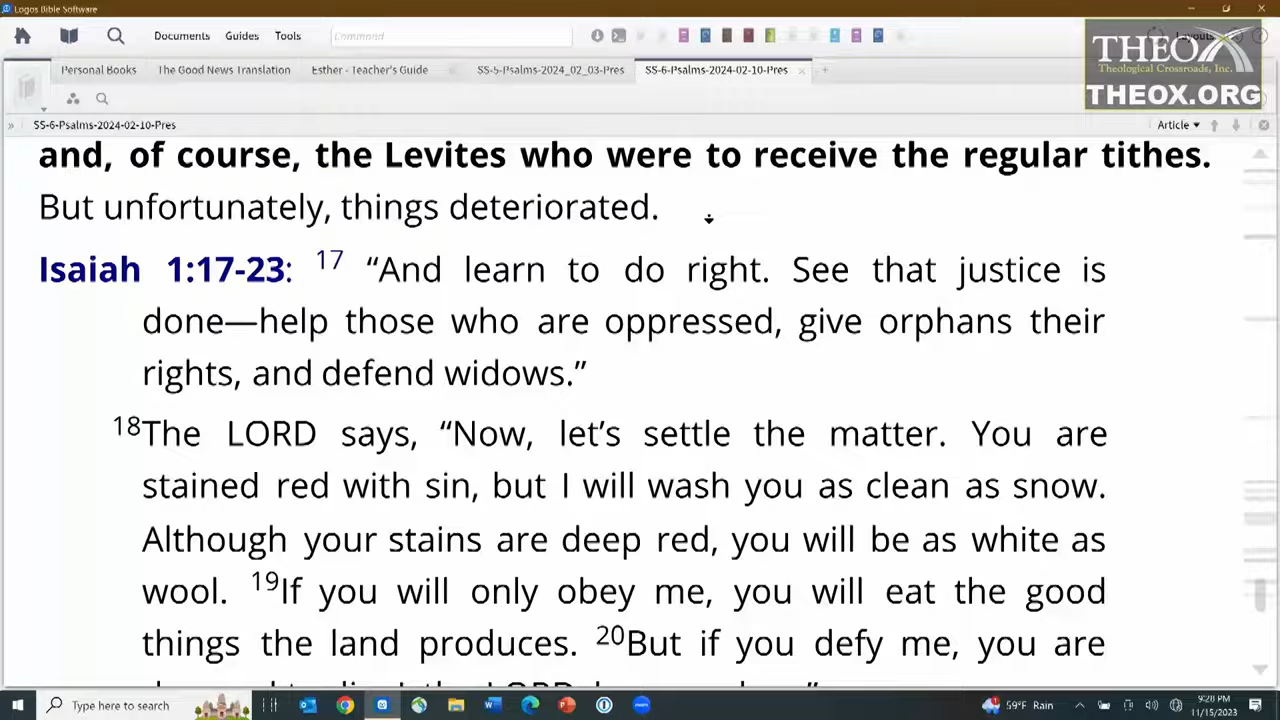 Logos Bible Software
Documents Guides Tools Command
THEOX
Theological Crossroads, Inc.
THEOX.ORG
Personal Books The Good News Translation Esther - Teacher's Guid SS-5-Psalms-2024_02_03-Pres SS-6-Psalms-2024-02-10-Pres
SS-6-Psalms-2024-02-10-Pres Article
and, of course, the Levites who were to receive the regular tithes.
But unfortunately, things deteriorated.
Isaiah 1:17-23: 17 “And learn to do right. See that justice is
done—help those who are oppressed, give orphans their
rights, and defend widows.”
18The LORD says, “Now, let’s settle the matter. You are
stained red with sin, but I will wash you as clean as snow.
Although your stains are deep red, you will be as white as
wool. 19If you will only obey me, you will eat the good
things the land produces. 20But if you defy me, you are
Type here to search 59°F Rain 9:28 PM
11/15/2023